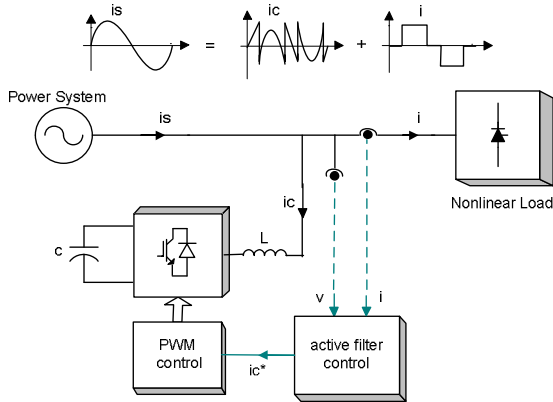 is
ic
i
=
+
Power System
is
i
Nonlinear Load
ic
L
c
v
i
PWM
control
ic*
active filter
control